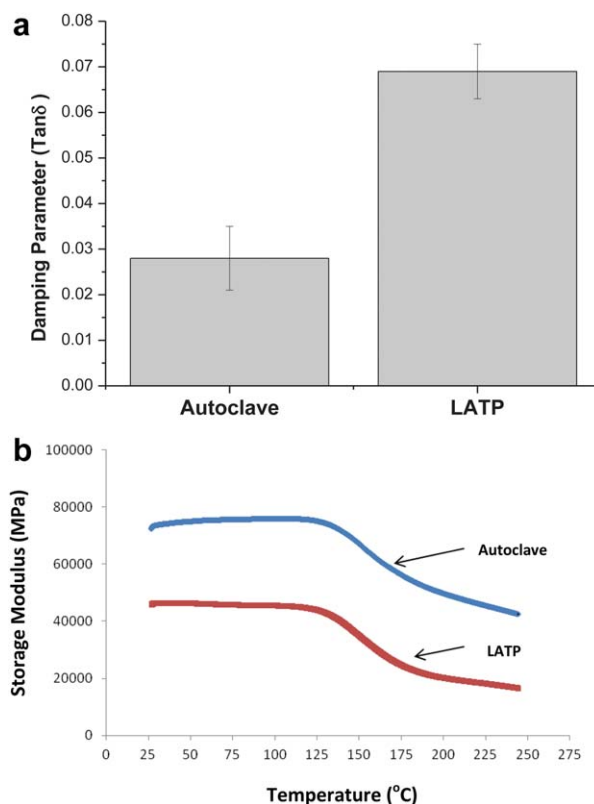 a
Damping Parameter (Tanδ )
0.08
0.07
0.06
0.05
0.04
0.03
0.02
0.01
0.00
Autoclave LATP
b
Storage Modulus (MPa)
100000
80000
60000
40000
20000
0
Autoclave
LATP
0 25 50 75 100 125 150 175 200 225 250 275
Temperature (°C)